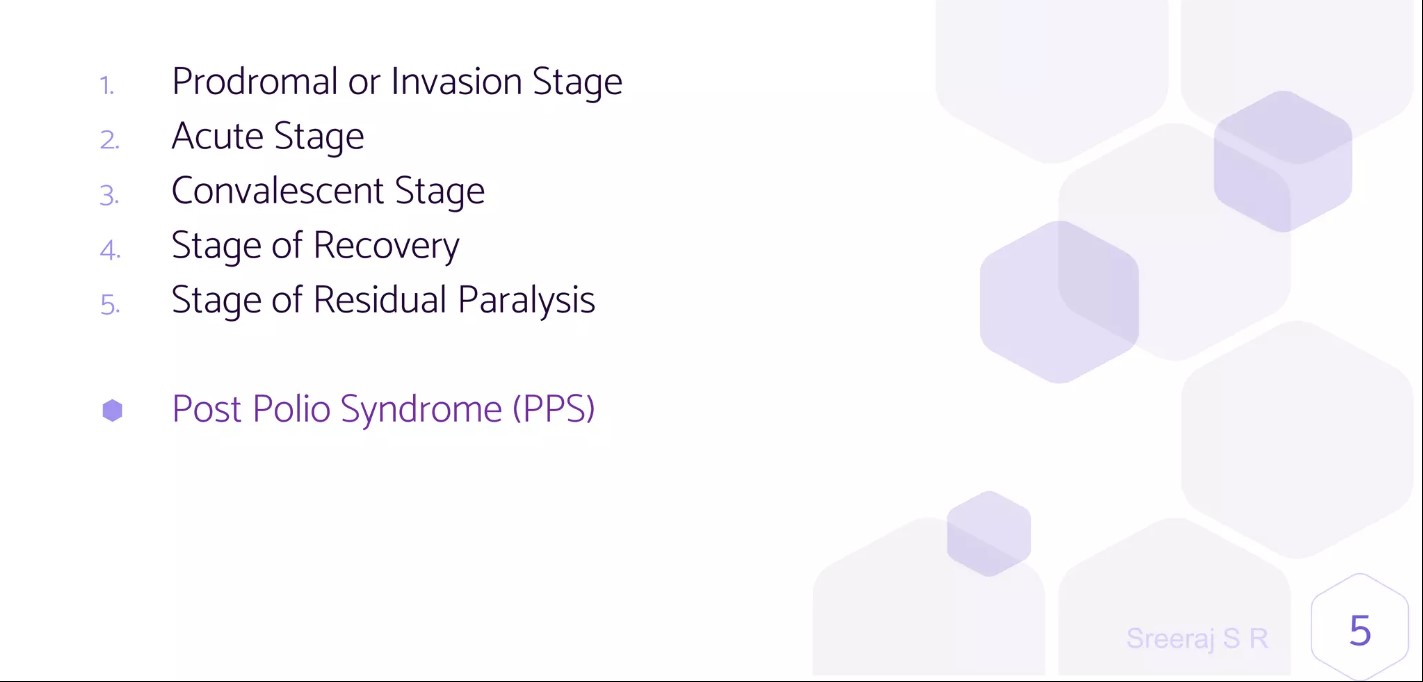 1. Prodromal or Invasion Stage
2. Acute Stage
3. Convalescent Stage
4. Stage of Recovery
5. Stage of Residual Paralysis
Post Polio Syndrome (PPS)
Sreeraj S R
5